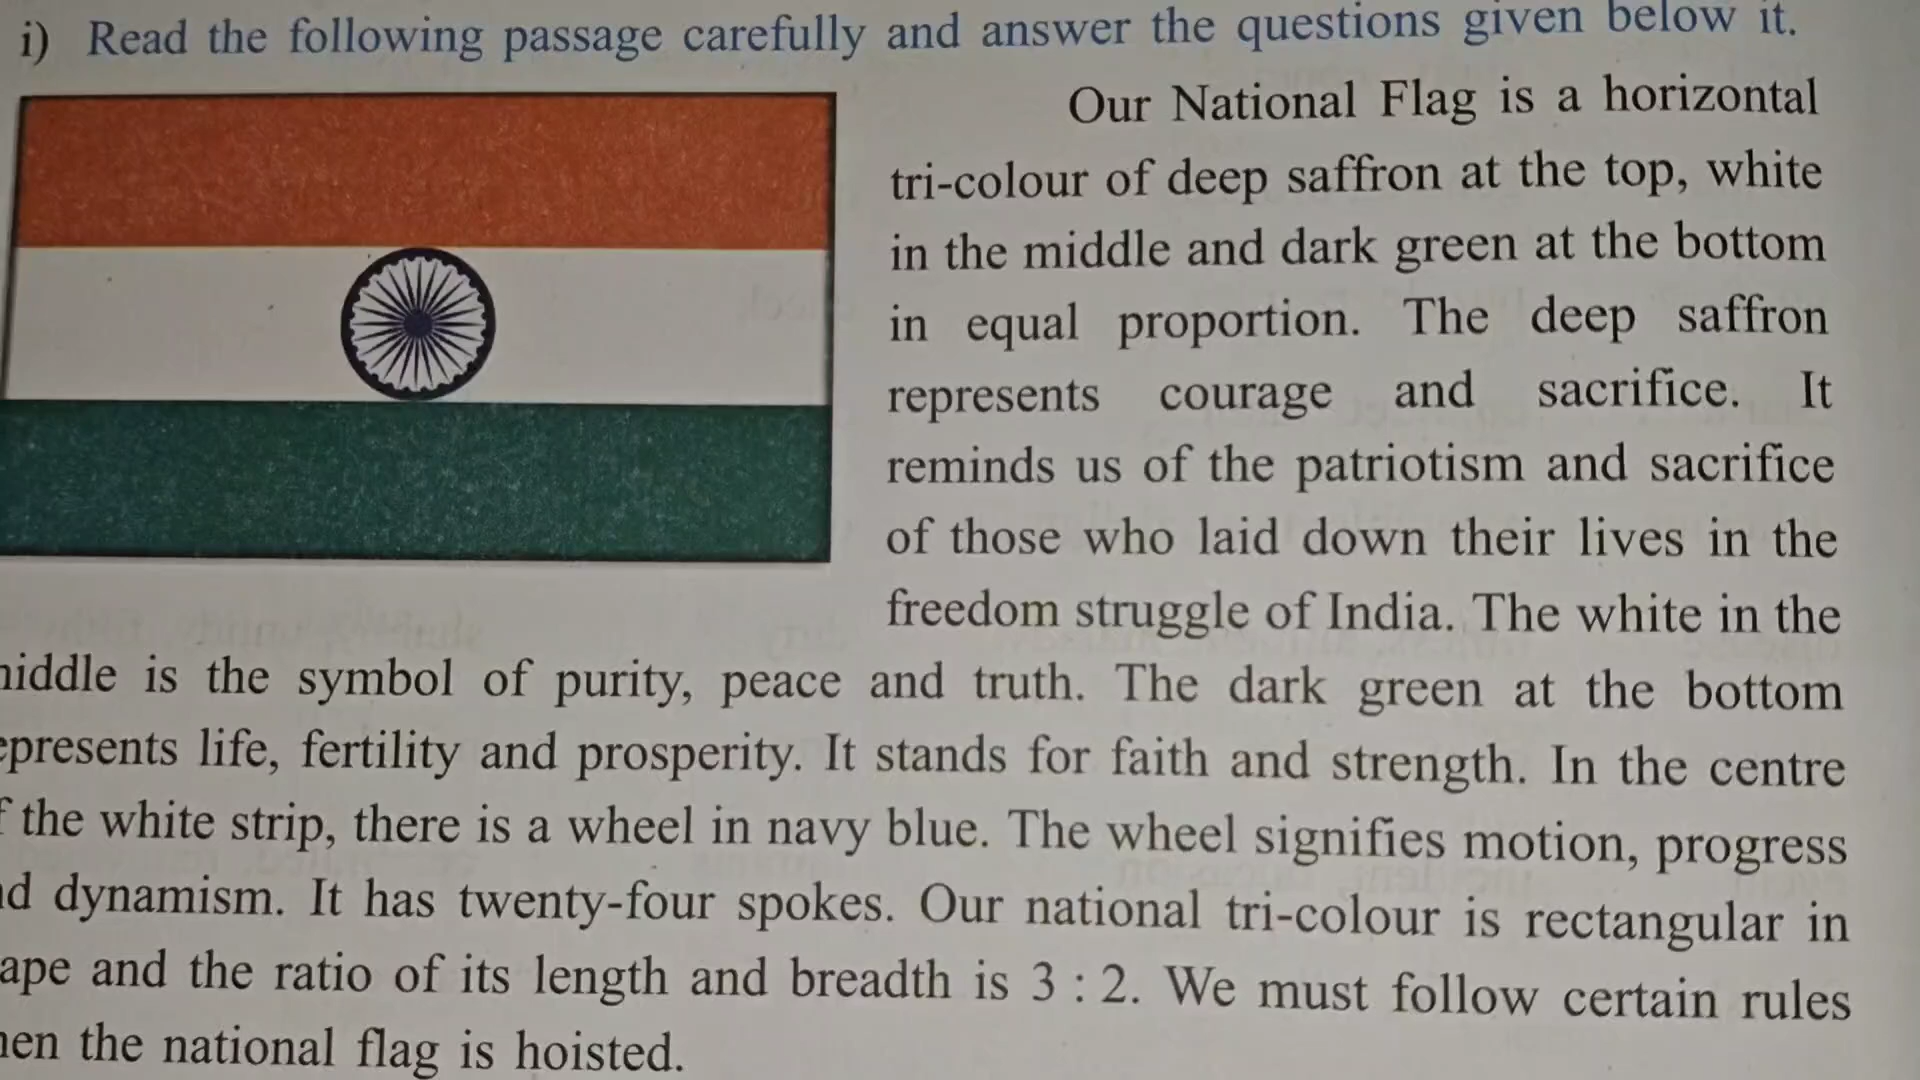 i) Read the following passage carefully and answer the questions given below it.
Our National Flag is a horizontal
tri-colour of deep saffron at the top, white
in the middle and dark green at the bottom
in equal proportion. The deep saffron
represents courage and sacrifice. It
reminds us of the patriotism and sacrifice
of those who laid down their lives in the
freedom struggle of India. The white in the
iddle is the symbol of purity, peace and truth. The dark green at the bottom
epresents life, fertility and prosperity. It stands for faith and strength. In the centre
f the white strip, there is a wheel in navy blue. The wheel signifies motion, progress
d dynamism. It has twenty-four spokes. Our national tri-colour is rectangular in
ape and the ratio of its length and breadth is 3 : 2. We must follow certain rules
en the national flag is hoisted.